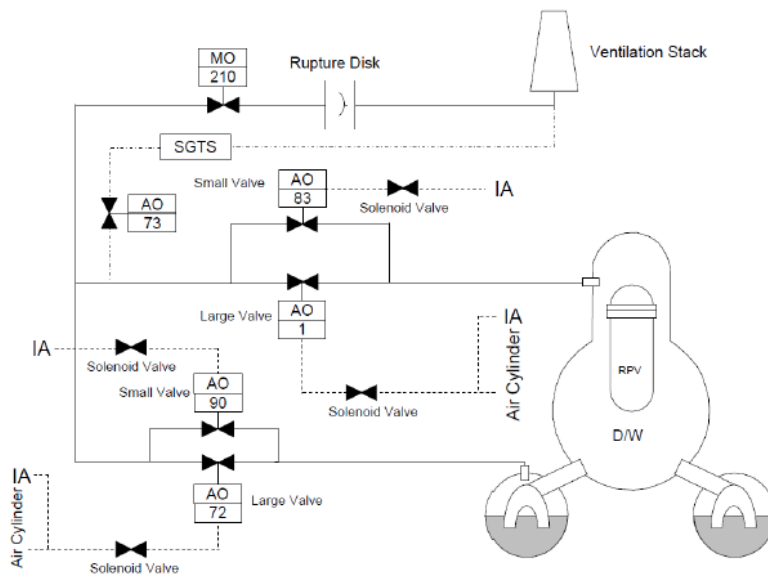 MO
210
Rupture Disk
Ventilation Stack
SGTS
Small Valve
AO
83
IA
Solenoid Valve
AO
73
Large Valve
AO
1
IA
Air Cylinder
Solenoid Valve
RPV
D/W
IA
Solenoid Valve
Small Valve
AO
90
IA
Air Cylinder
AO
72
Large Valve
Solenoid Valve